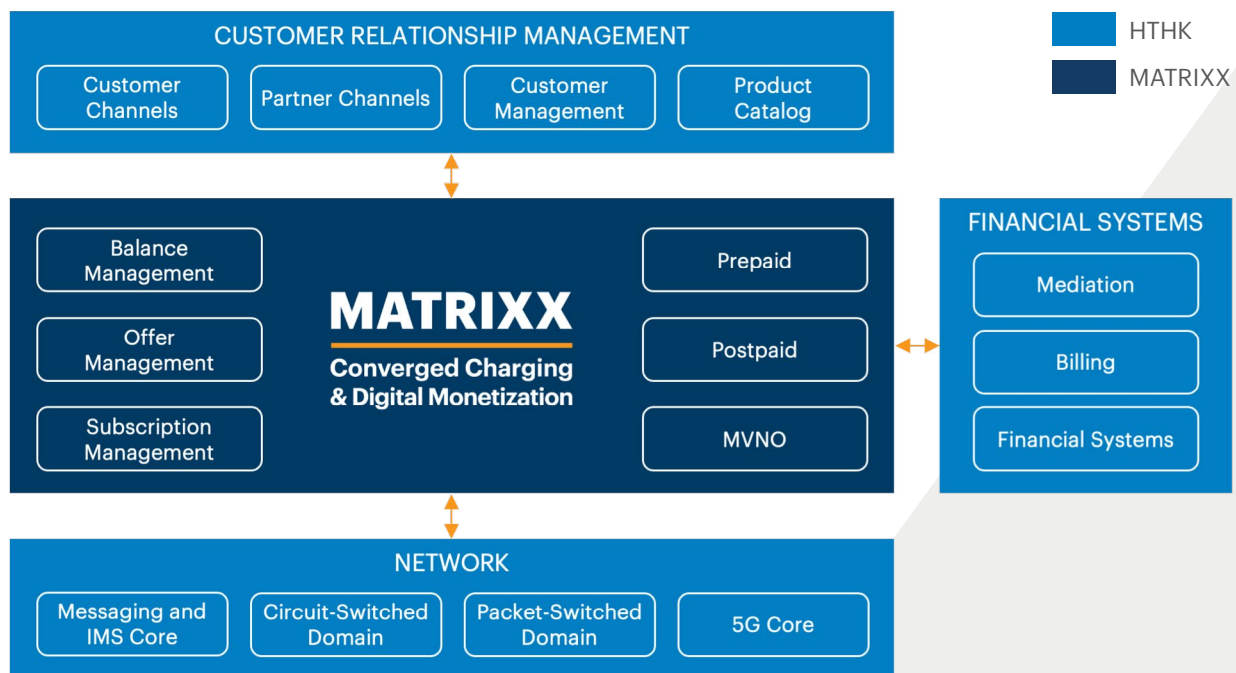 CUSTOMER RELATIONSHIP MANAGEMENT
Customer
Channels
Partner Channels
Customer
Management
Product
Catalog
HTHK
MATRIXX
Balance
Management
Offer
Management
Subscription
Management
MATRIXX
Converged Charging
& Digital Monetization
Prepaid
Postpaid
MVNO
FINANCIAL SYSTEMS
Mediation
Billing
Financial Systems
NETWORK
Messaging and
IMS Core
Circuit-Switched
Domain
Packet-Switched
Domain
5G Core